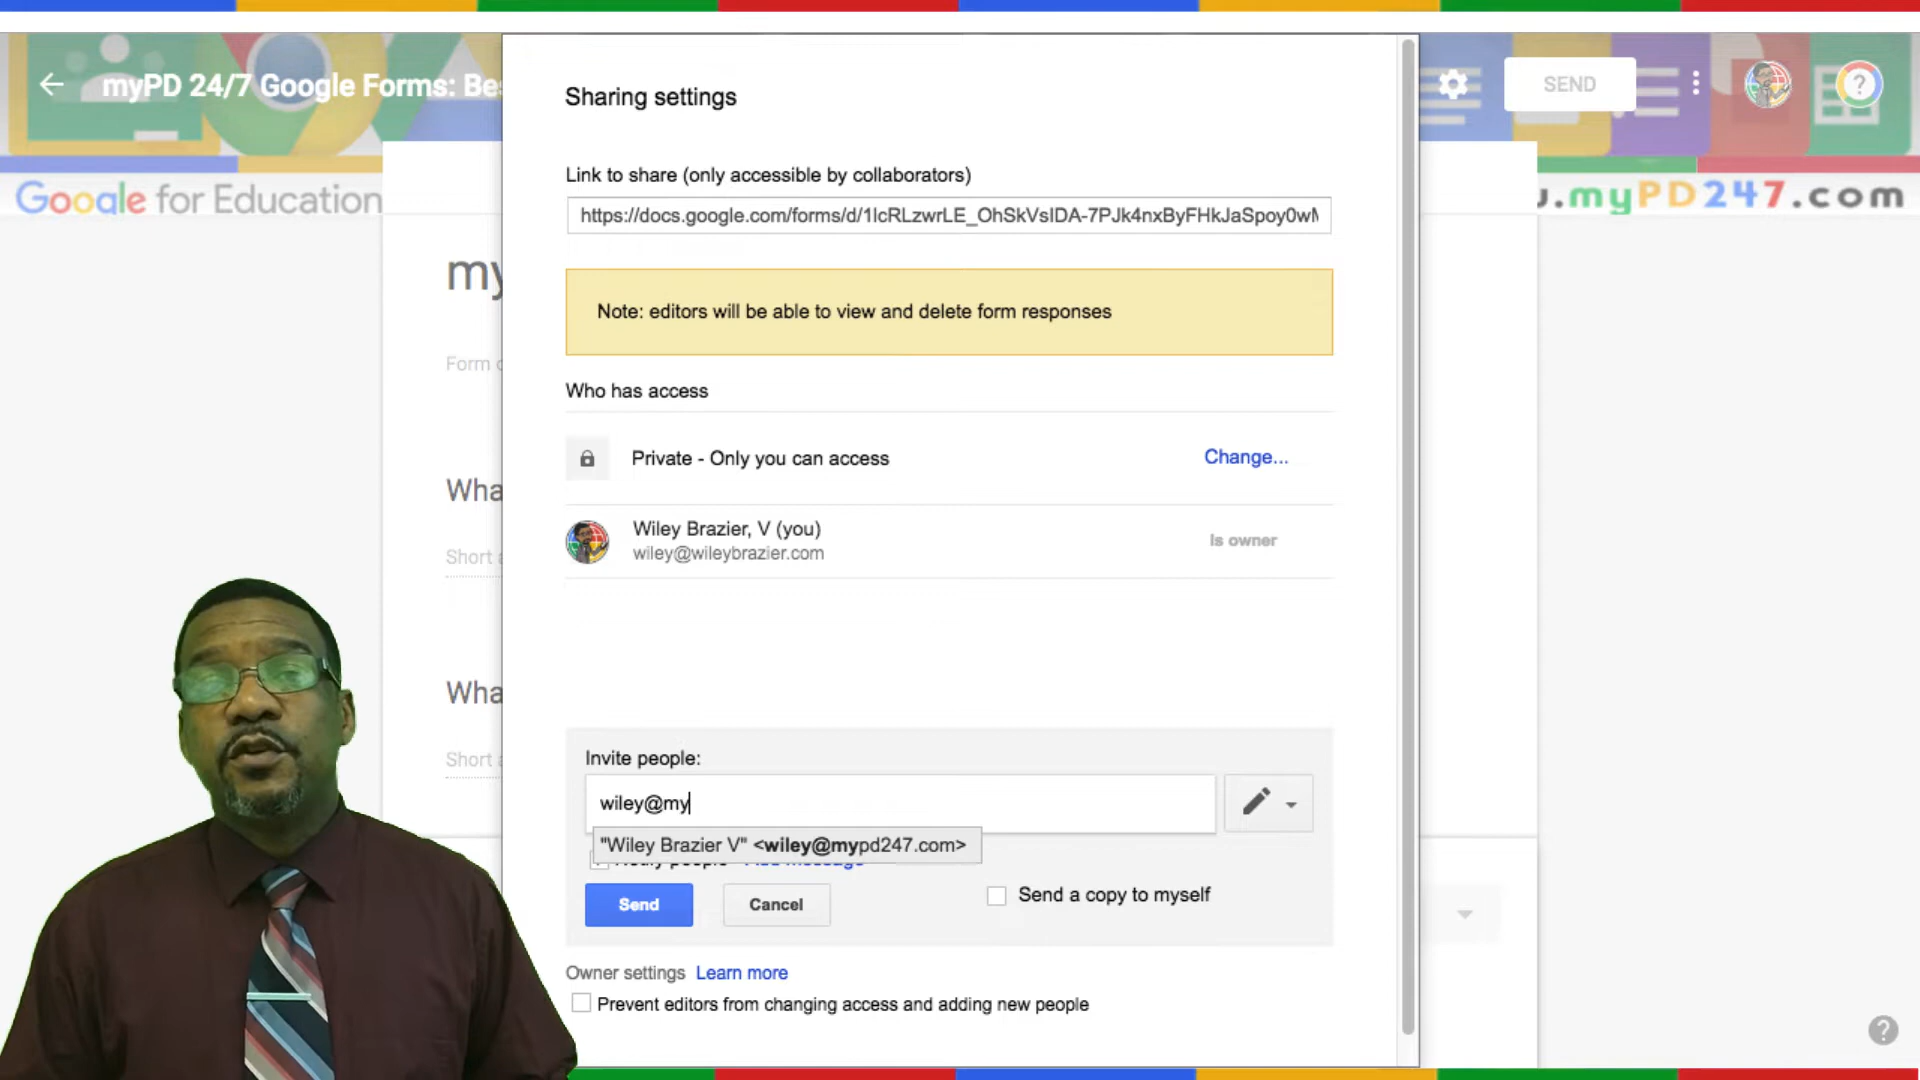 myPD 24/7 Google Forms: Bes
SEND
Google for Education
.myPD247.com
my
Form
Wha
Short
Wha
Short
Sharing settings
Link to share (only accessible by collaborators)
https://docs.google.com/forms/d/1lcRLzwrLE_OhSkVsIDA-7PJk4nxByFHkJaSpoy0w
Note: editors will be able to view and delete form responses
Who has access
Private - Only you can access
Change...
Wiley Brazier, V (you)
wiley@wileybrazier.com
Is owner
Invite people:
wiley@my
"Wiley Brazier V" <wiley@mypd247.com>
Send
Cancel
Send a copy to myself
Owner settings Learn more
Prevent editors from changing access and adding new people